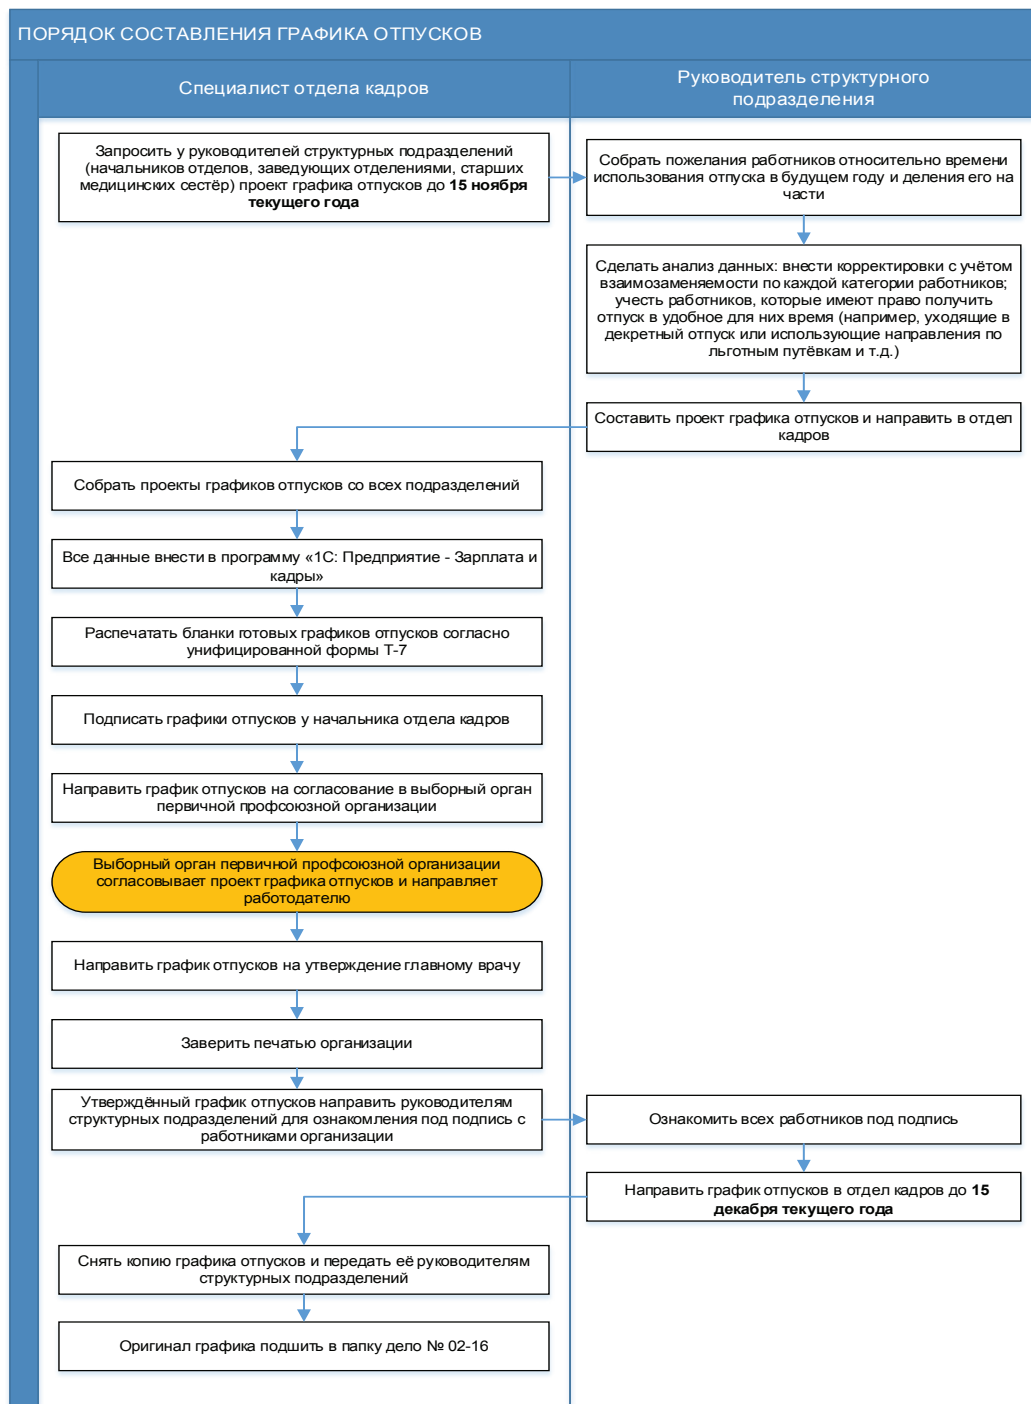 ПОРЯДОК СОСТАВЛЕНИЯ ГРАФИКА ОТПУСКОВ
Специалист отдела кадров
Руководитель структурного
подразделения
Запросить у руководителей структурных подразделений
(начальников отделов, заведующих отделениями, старших
медицинских сестёр) проект графика отпусков до 15 ноября
текущего года
Собрать пожелания работников относительно времени
использования отпуска в будущем году и деления его на
части
Сделать анализ данных: внести корректировки с учётом
взаимозаменяемости по каждой категории работников;
учесть работников, которые имеют право получить
отпуск в удобное для них время (например, уходящие в
декретный отпуск или использующие направления по
льготным путёвкам и т.д.)
Составить проект графика отпусков и направить в отдел
кадров
Собрать проекты графиков отпусков со всех подразделений
Все данные внести в программу «1С: Предприятие - Зарплата и
кадры»
Распечатать бланки готовых графиков отпусков согласно
унифицированной формы Т-7
Подписать графики отпусков у начальника отдела кадров
Направить график отпусков на согласование в выборный орган
первичной профсоюзной организации
Выборный орган первичной профсоюзной организации
согласовывает проект графика отпусков и направляет
работодателю
Направить график отпусков на утверждение главному врачу
Заверить печатью организации
Утверждённый график отпусков направить руководителям
структурных подразделений для ознакомления под подпись с
работниками организации
Ознакомить всех работников под подпись
Направить график отпусков в отдел кадров до 15
декабря текущего года
Снять копию графика отпусков и передать её руководителям
структурных подразделений
Оригинал графика подшить в папку дело № 02-16